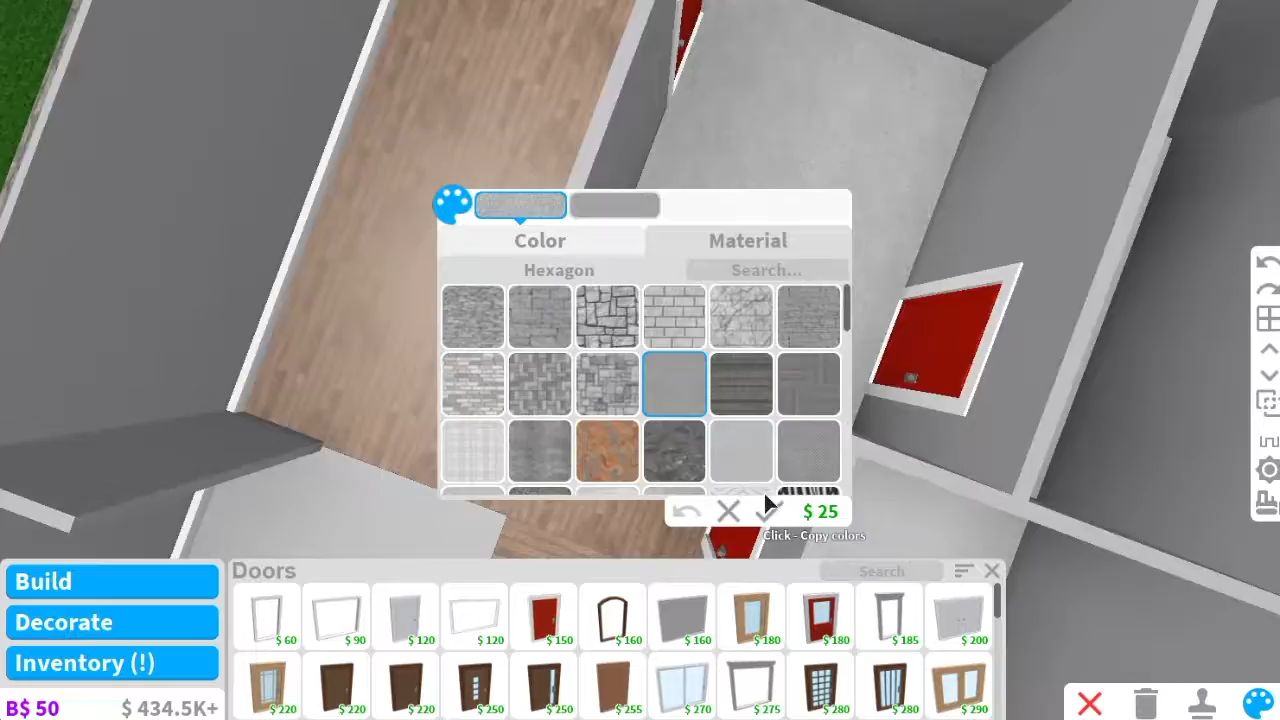 Color Material
Hexagon Search...
$ 25
Click - Copy colors
Build
Decorate
Inventory (!)
B$ 50 $ 434.5K+
Doors Search
$ 60 $ 90 $ 120 $ 120 $ 150 $ 160 $ 160 $ 180 $ 180 $ 185 $ 200
$ 220 $ 220 $ 220 $ 250 $ 250 $ 255 $ 270 $ 275 $ 280 $ 280 $ 290